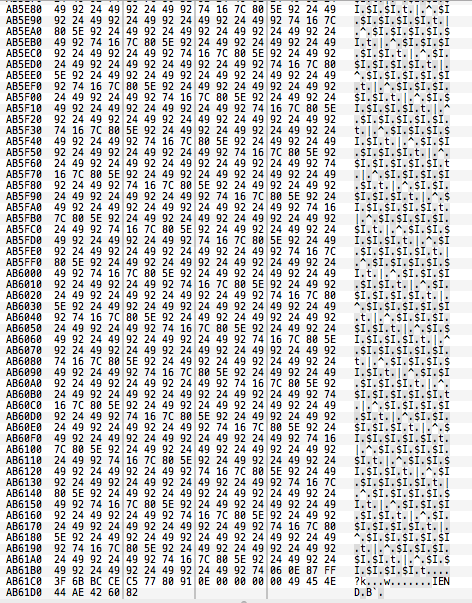 AB5E80 49 92 24 49 92 24 49 92 74 16 7C 80 5E 92 24 49 I.$I.$I.t.|.^.$I
AB5E90 92 24 49 92 24 49 92 24 49 92 24 49 92 74 16 7C .$I.$I.$I.$I.t.|
AB5EA0 80 5E 92 24 49 92 24 49 92 24 49 92 24 49 92 24 .^.$I.$I.$I.$I.$
AB5EB0 49 92 74 16 7C 80 5E 92 24 49 92 24 49 92 24 49 I.t.|.^.$I.$I.$I
AB5EC0 92 24 49 92 24 49 92 74 16 7C 80 5E 92 24 49 92 .$I.$I.t.|.^.$I.
AB5ED0 24 49 92 24 49 92 24 49 92 24 49 92 74 16 7C 80 $I.$I.$I.$I.t.|.
AB5EE0 5E 92 24 49 92 24 49 92 24 49 92 24 49 92 24 49 ^.$I.$I.$I.$I.$I
AB5EF0 92 74 16 7C 80 5E 92 24 49 92 24 49 92 24 49 92 .t.|.^.$I.$I.$I.
AB5F00 24 49 92 24 49 92 74 16 7C 80 5E 92 24 49 92 24 $I.$I.t.|.^.$I.$
AB5F10 49 92 24 49 92 24 49 92 24 49 92 74 16 7C 80 5E I.$I.$I.$I.t.|.^
AB5F20 92 24 49 92 24 49 92 24 49 92 24 49 92 24 49 92 .$I.$I.$I.$I.$I.
AB5F30 74 16 7C 80 5E 92 24 49 92 24 49 92 24 49 92 24 t.|.^.$I.$I.$I.$
AB5F40 49 92 24 49 92 74 16 7C 80 5E 92 24 49 92 24 49 I.$I.t.|.^.$I.$I
AB5F50 92 24 49 92 24 49 92 24 49 92 74 16 7C 80 5E 92 .$I.$I.$I.t.|.^.
AB5F60 24 49 92 24 49 92 24 49 92 24 49 92 24 49 92 74 $I.$I.$I.$I.$I.t
AB5F70 16 7C 80 5E 92 24 49 92 24 49 92 24 49 92 24 49 .|.^.$I.$I.$I.$I
AB5F80 92 24 49 92 74 16 7C 80 5E 92 24 49 92 24 49 92 .$I.t.|.^.$I.$I.
AB5F90 24 49 92 24 49 92 24 49 92 74 16 7C 80 5E 92 24 $I.$I.$I.t.|.^.$
AB5FA0 49 92 24 49 92 24 49 92 24 49 92 24 49 92 74 16 I.$I.$I.$I.$I.t.
AB5FB0 7C 80 5E 92 24 49 92 24 49 92 24 49 92 24 49 92 |.^.$I.$I.$I.$I.
AB5FC0 24 49 92 74 16 7C 80 5E 92 24 49 92 24 49 92 24 $I.t.|.^.$I.$I.$
AB5FD0 49 92 24 49 92 24 49 92 74 16 7C 80 5E 92 24 49 I.$I.$I.t.|.^.$I
AB5FE0 92 24 49 92 24 49 92 24 49 92 24 49 92 74 16 7C .$I.$I.$I.$I.t.|
AB5FF0 80 5E 92 24 49 92 24 49 92 24 49 92 24 49 92 24 .^.$I.$I.$I.$I.$
AB6000 49 92 74 16 7C 80 5E 92 24 49 92 24 49 92 24 49 I.t.|.^.$I.$I.$I
AB6010 92 24 49 92 24 49 92 74 16 7C 80 5E 92 24 49 92 .$I.$I.t.|.^.$I.
AB6020 24 49 92 24 49 92 24 49 92 24 49 92 74 16 7C 80 $I.$I.$I.$I.t.|.
AB6030 5E 92 24 49 92 24 49 92 24 49 92 24 49 92 24 49 ^.$I.$I.$I.$I.$I
AB6040 92 74 16 7C 80 5E 92 24 49 92 24 49 92 24 49 92 .t.|.^.$I.$I.$I.
AB6050 24 49 92 24 49 92 74 16 7C 80 5E 92 24 49 92 24 $I.$I.t.|.^.$I.$
AB6060 49 92 24 49 92 24 49 92 24 49 92 74 16 7C 80 5E I.$I.$I.$I.t.|.^
AB6070 92 24 49 92 24 49 92 24 49 92 24 49 92 24 49 92 .$I.$I.$I.$I.$I.
AB6080 74 16 7C 80 5E 92 24 49 92 24 49 92 24 49 92 24 t.|.^.$I.$I.$I.$
AB6090 49 92 24 49 92 74 16 7C 80 5E 92 24 49 92 24 49 I.$I.t.|.^.$I.$I
AB60A0 92 24 49 92 24 49 92 24 49 92 74 16 7C 80 5E 92 .$I.$I.$I.t.|.^.
AB60B0 24 49 92 24 49 92 24 49 92 24 49 92 24 49 92 74 $I.$I.$I.$I.$I.t
AB60C0 16 7C 80 5E 92 24 49 92 24 49 92 24 49 92 24 49 .|.^.$I.$I.$I.$I
AB60D0 92 24 49 92 74 16 7C 80 5E 92 24 49 92 24 49 92 .$I.t.|.^.$I.$I.
AB60E0 24 49 92 24 49 92 24 49 92 74 16 7C 80 5E 92 24 $I.$I.$I.t.|.^.$
AB60F0 49 92 24 49 92 24 49 92 24 49 92 24 49 92 74 16 I.$I.$I.$I.$I.t.
AB6100 7C 80 5E 92 24 49 92 24 49 92 24 49 92 24 49 92 |.^.$I.$I.$I.$I.
AB6110 24 49 92 74 16 7C 80 5E 92 24 49 92 24 49 92 24 $I.t.|.^.$I.$I.$
AB6120 49 92 24 49 92 24 49 92 74 16 7C 80 5E 92 24 49 I.$I.$I.t.|.^.$I
AB6130 92 24 49 92 24 49 92 24 49 92 24 49 92 74 16 7C .$I.$I.$I.$I.t.|
AB6140 80 5E 92 24 49 92 24 49 92 24 49 92 24 49 92 24 .^.$I.$I.$I.$I.$
AB6150 49 92 74 16 7C 80 5E 92 24 49 92 24 49 92 24 49 I.t.|.^.$I.$I.$I
AB6160 92 24 49 92 24 49 92 74 16 7C 80 5E 92 24 49 92 .$I.$I.t.|.^.$I.
AB6170 24 49 92 24 49 92 24 49 92 24 49 92 74 16 7C 80 $I.$I.$I.$I.t.|.
AB6180 5E 92 24 49 92 24 49 92 24 49 92 24 49 92 24 49 ^.$I.$I.$I.$I.$I
AB6190 92 74 16 7C 80 5E 92 24 49 92 24 49 92 24 49 92 .t.|.^.$I.$I.$I.
AB61A0 24 49 92 24 49 92 74 16 7C 80 5E 92 24 49 92 24 $I.$I.t.|.^.$I.$
AB61B0 49 92 24 49 92 24 49 92 24 49 92 74 06 0E 87 FF I.$I.$I.$I.t....
AB61C0 3F 6B BC CE C5 77 80 91 0E 00 00 00 00 49 45 4E ?k...w.......IEN
AB61D0 44 AE 42 60 82 D.B`.